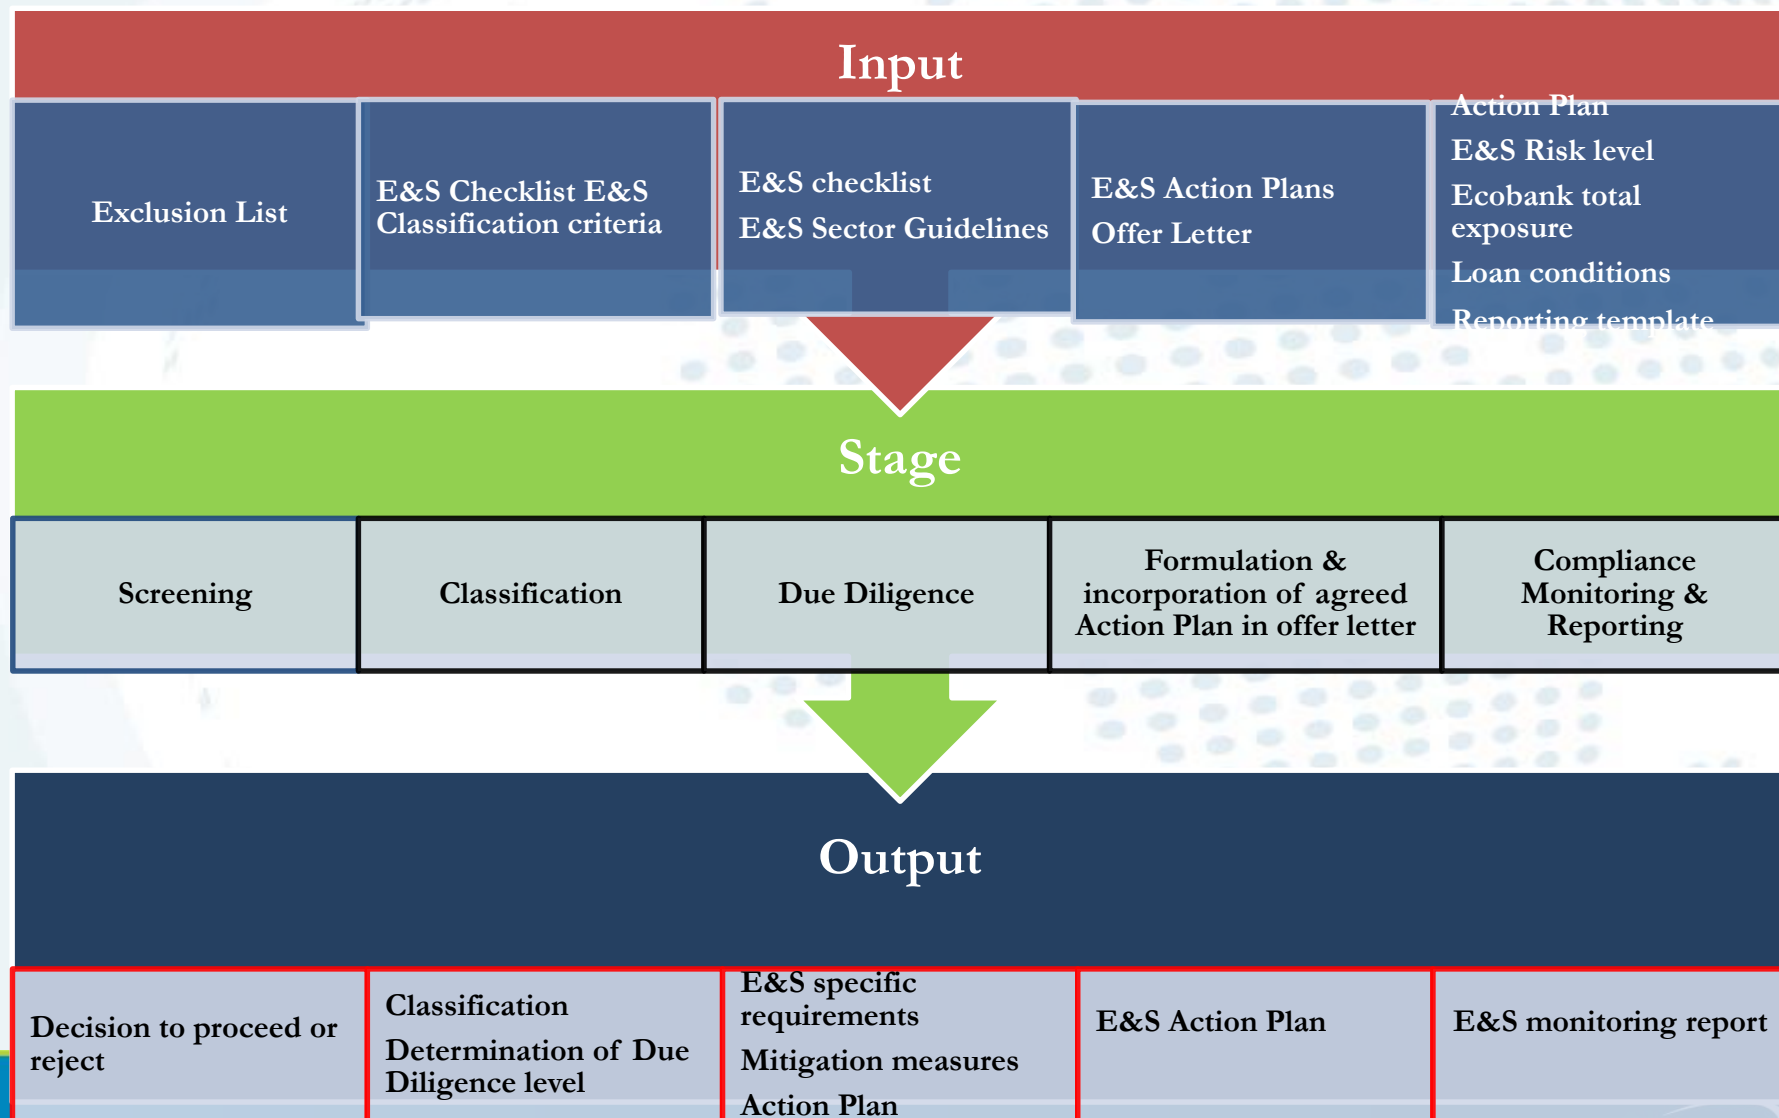 Input
Exclusion List
E&S Checklist E&S
Classification criteria
E&S checklist
E&S Sector Guidelines
E&S Action Plans
Offer Letter
Action Plan
E&S Risk level
Ecobank total
exposure
Loan conditions
Reporting template
Stage
Screening
Classification
Due Diligence
Formulation &
incorporation of agreed
Action Plan in offer letter
Compliance
Monitoring &
Reporting
Output
Decision to proceed or
reject
Classification
Determination of Due
Diligence level
E&S specific
requirements
Mitigation measures
Action Plan
E&S Action Plan
E&S monitoring report